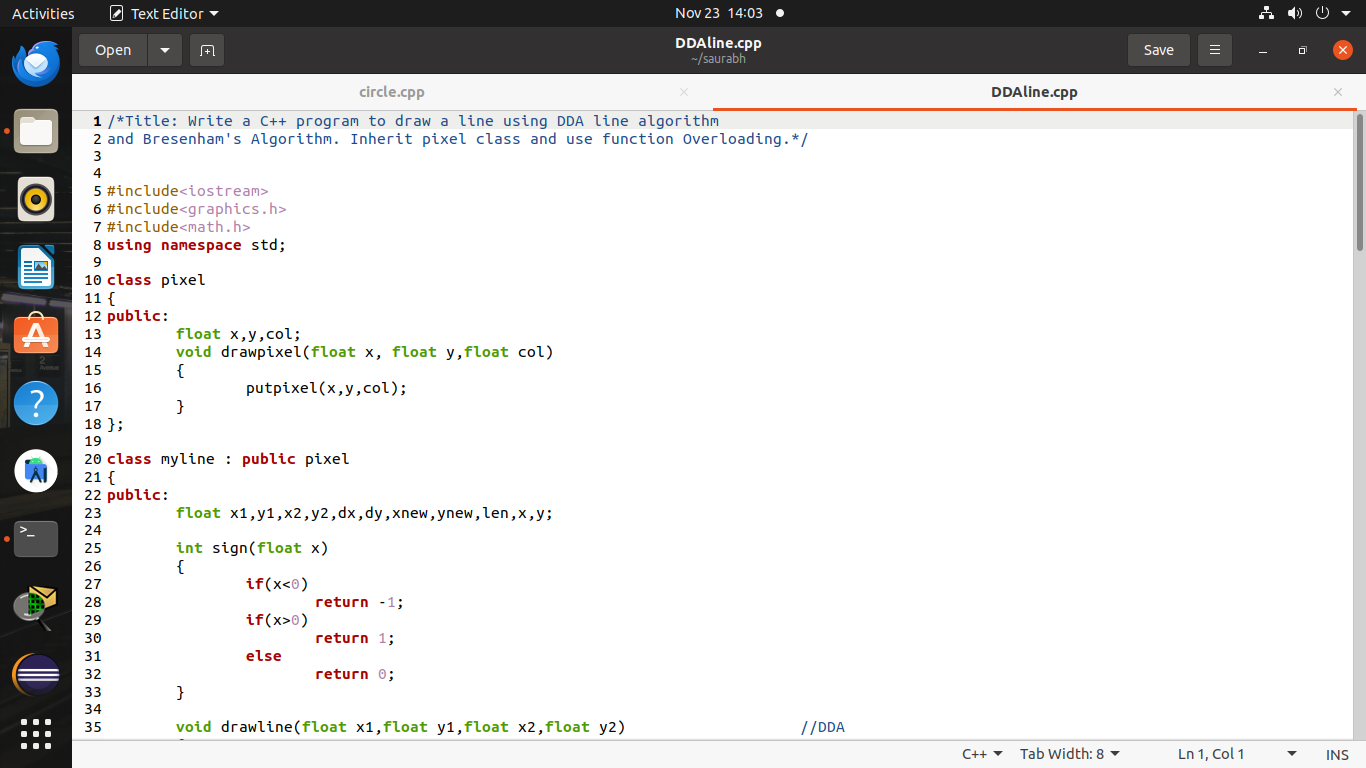 Activities Text Editor Nov 23 14:03
Open DDAline.cpp Save
~/saurabh
circle.cpp DDAline.cpp
1 /*Title: Write a C++ program to draw a line using DDA line algorithm
2 and Bresenham's Algorithm. Inherit pixel class and use function Overloading.*/
3
4
5 #include<iostream>
6 #include<graphics.h>
7 #include<math.h>
8 using namespace std;
9
10 class pixel
11 {
12 public:
13 float x,y,col;
14 void drawpixel(float x, float y,float col)
15 {
16 putpixel(x,y,col);
17 }
18 };
19
20 class myline : public pixel
21 {
22 public:
23 float x1,y1,x2,y2,dx,dy,xnew,ynew,len,x,y;
24
25 int sign(float x)
26 {
27 if(x<0)
28 return -1;
29 if(x>0)
30 return 1;
31 else
32 return 0;
33 }
34
35 void drawline(float x1,float y1,float x2,float y2) //DDA
C++ Tab Width: 8 Ln 1, Col 1 INS